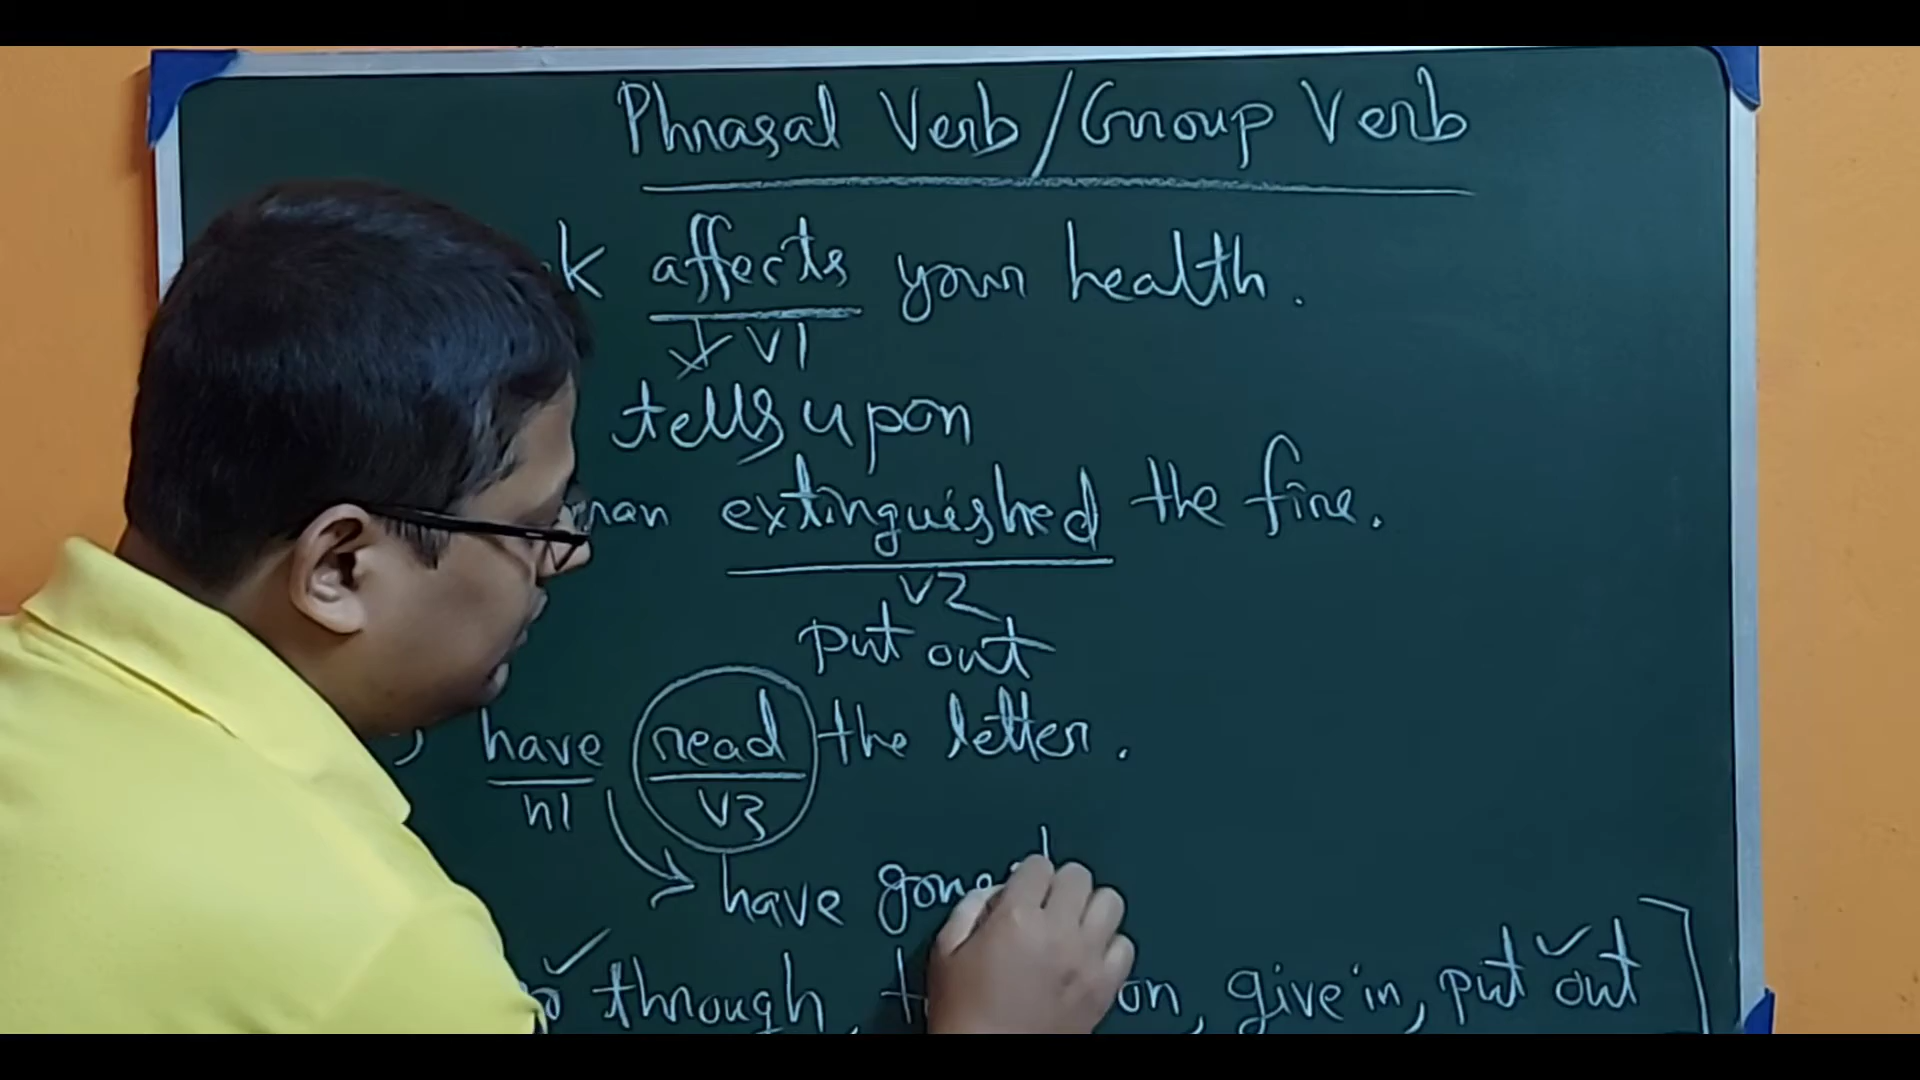 Phrasal Verb/Group Verb
affects your health.
V1
tells upon
extinguished the fire.
V2
put out
have read the letter.
h1 V3
have gone
through, on, give in, put out